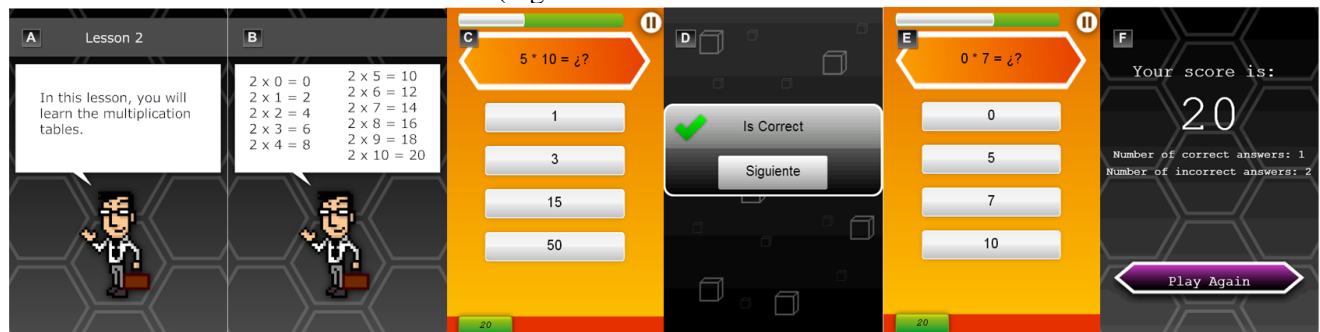 A
Lesson 2
In this lesson, you will
learn the multiplication
tables.
B
2 x 0 = 0
2 x 1 = 2
2 x 2 = 4
2 x 3 = 6
2 x 4 = 8
2 x 5 = 10
2 x 6 = 12
2 x 7 = 14
2 x 8 = 16
2 x 9 = 18
2 x 10 = 20
C
5 * 10 = ¿?
1
3
15
50
20
D
Is Correct
Siguiente
E
0 * 7 = ¿?
0
5
7
10
20
F
Your score is:
20
Number of correct answers: 1
Number of incorrect answers: 2
Play Again